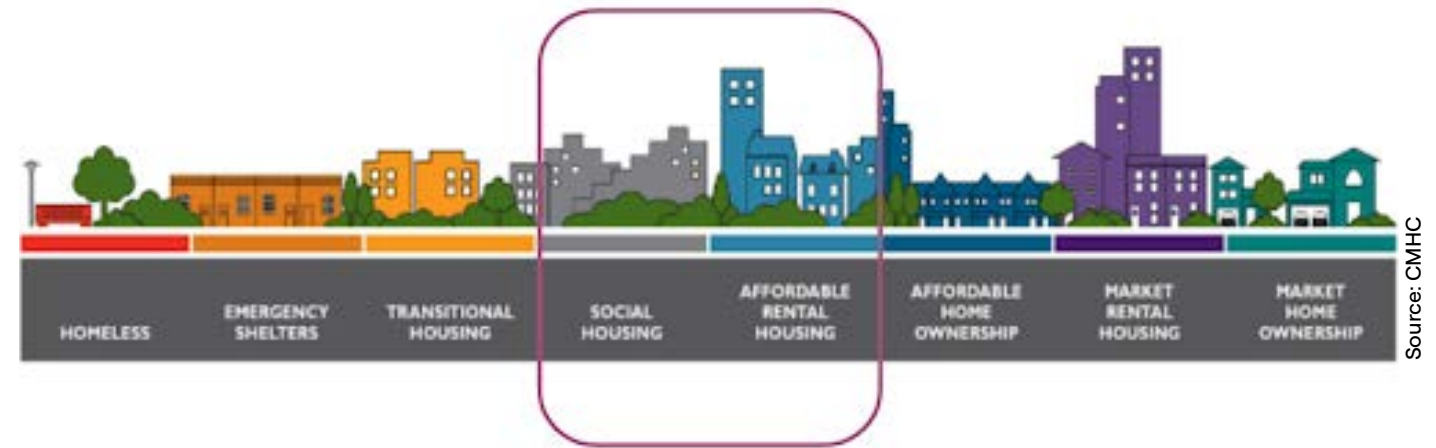 HOMELESS
EMERGENCY
SHELTERS
TRANSITIONAL
HOUSING
SOCIAL
HOUSING
AFFORDABLE
RENTAL
HOUSING
AFFORDABLE
HOME
OWNERSHIP
MARKET
RENTAL
HOUSING
MARKET
HOME
OWNERSHIP
Source: CMHC